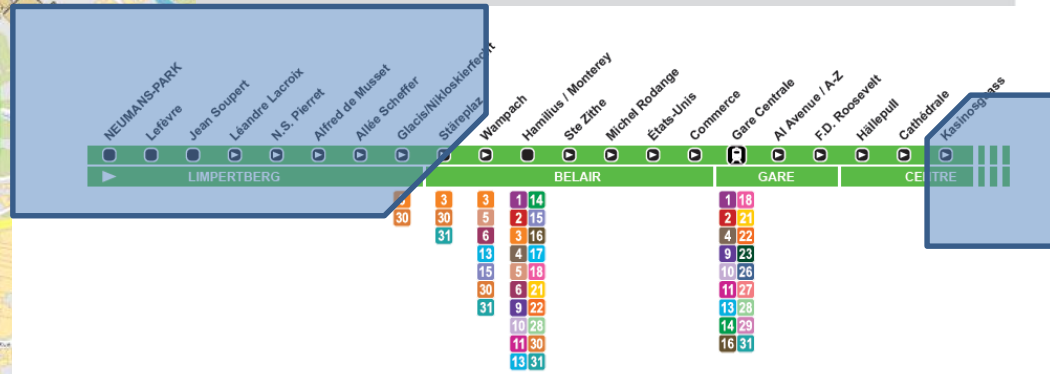 NEUMANS-PARK
Lefèvre
Jean Soupert
Léandre Lacroix
N.S. Pierret
Alfred de Musset
Allée Scheffer
Glacis/Nikloskierfecht
Stäreplaz
Wampach
Hamilius / Monterey
Ste Zithe
Michel Rodange
États-Unis
Commerce
Gare Centrale
Al Avenue / A-Z
F.D. Roosevelt
Hällepull
Cathédrale
Kasinosgaass
LIMPERTBERG BELAIR GARE CENTRE
3
30
3
30
31
3
5
6
13
15
30
31
1 14
2 15
3 16
4 17
5 18
6 21
9 22
10 28
11 30
13 31
1 18
2 21
4 22
9 23
10 26
11 27
13 28
14 29
16 31